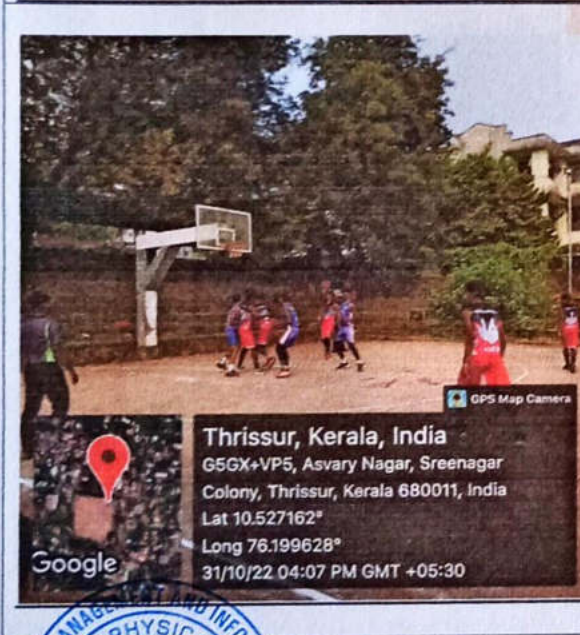 GPS Map Camera
Thrissur, Kerala, India
G5GX+VP5, Asvary Nagar, Sreenagar
Colony, Thrissur, Kerala 680011, India
Lat 10.527162°
Long 76.199628°
31/10/22 04:07 PM GMT +05:30
Google